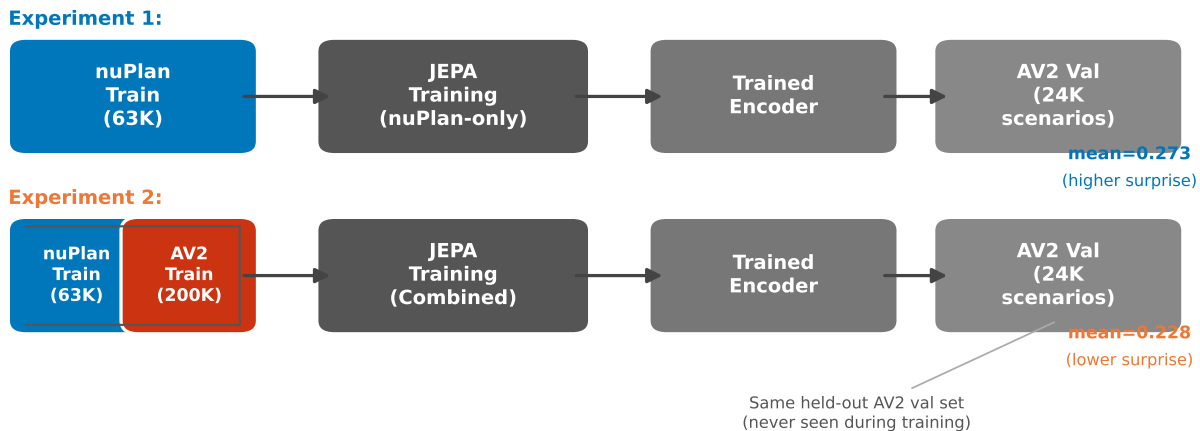 Experiment 1:
nuPlan
Train
(63K)
JEPA
Training
(nuPlan-only)
Trained
Encoder
AV2 Val
(24K
scenarios)
mean=0.273
(higher surprise)
Experiment 2:
nuPlan
Train
(63K)
AV2
Train
(200K)
JEPA
Training
(Combined)
Trained
Encoder
AV2 Val
(24K
scenarios)
mean=0.228
(lower surprise)
Same held-out AV2 val set
(never seen during training)